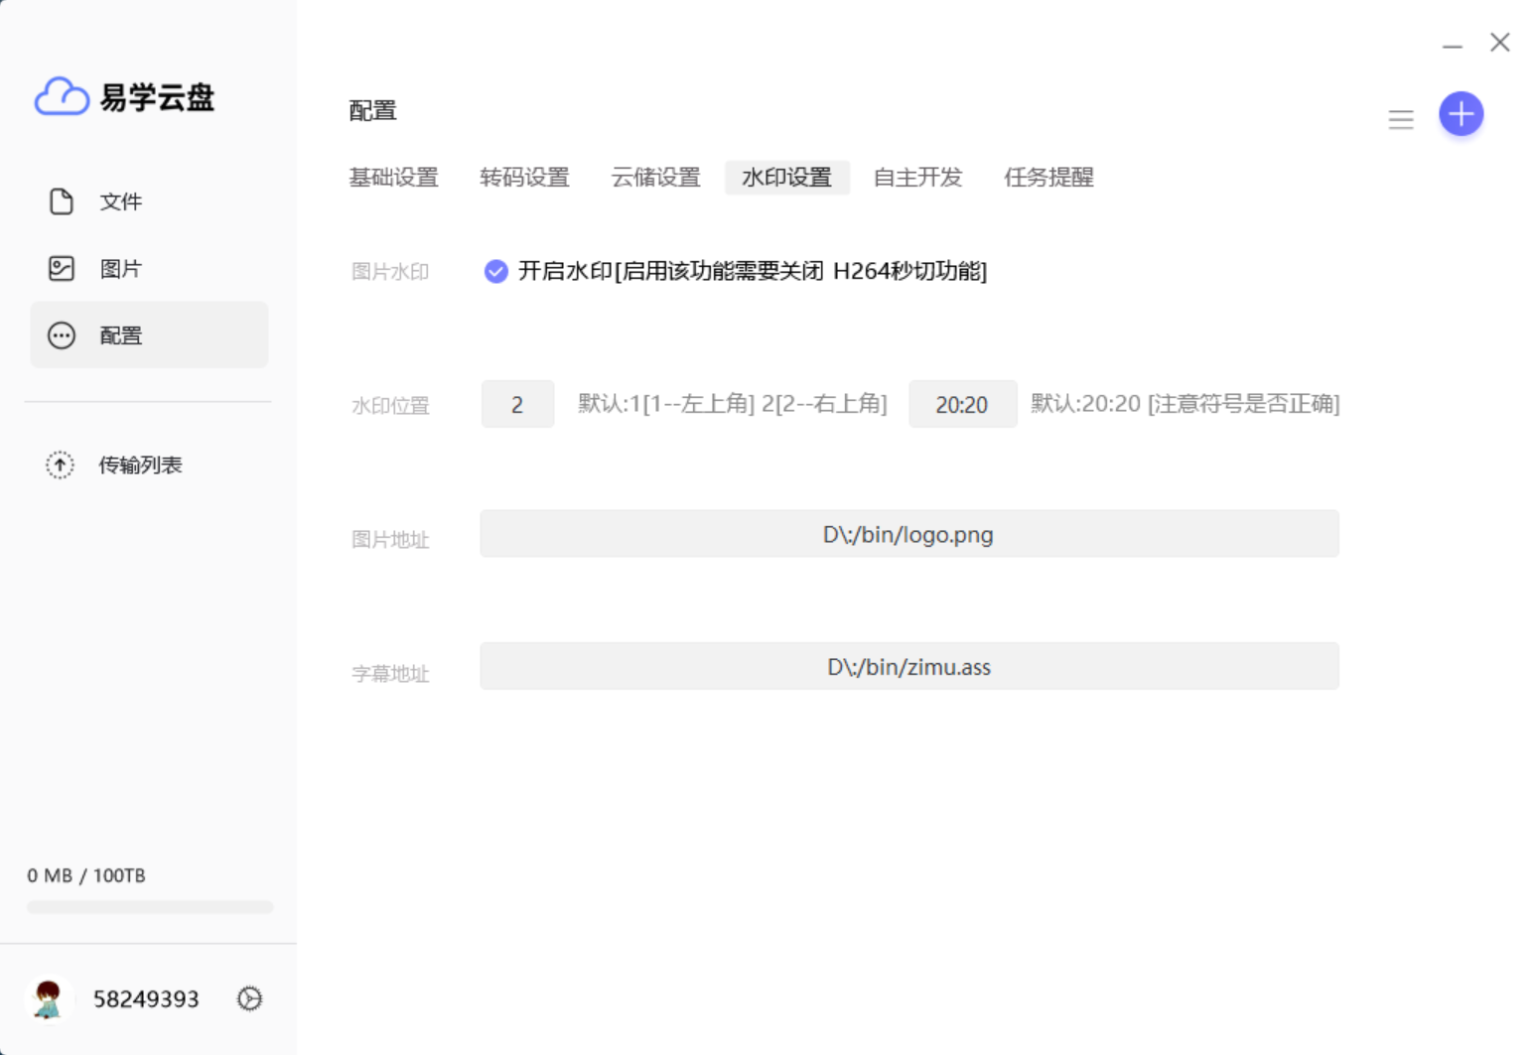 易学云盘
文件
图片
配置
传输列表
0 MB / 100TB
58249393
配置
基础设置 转码设置 云储设置 水印设置 自主开发 任务提醒
图片水印 开启水印[启用该功能需要关闭 H264秒切功能]
水印位置 2 默认:1[1--左上角] 2[2--右上角] 20:20 默认:20:20 [注意符号是否正确]
图片地址 D\:/bin/logo.png
字幕地址 D\:/bin/zimu.ass